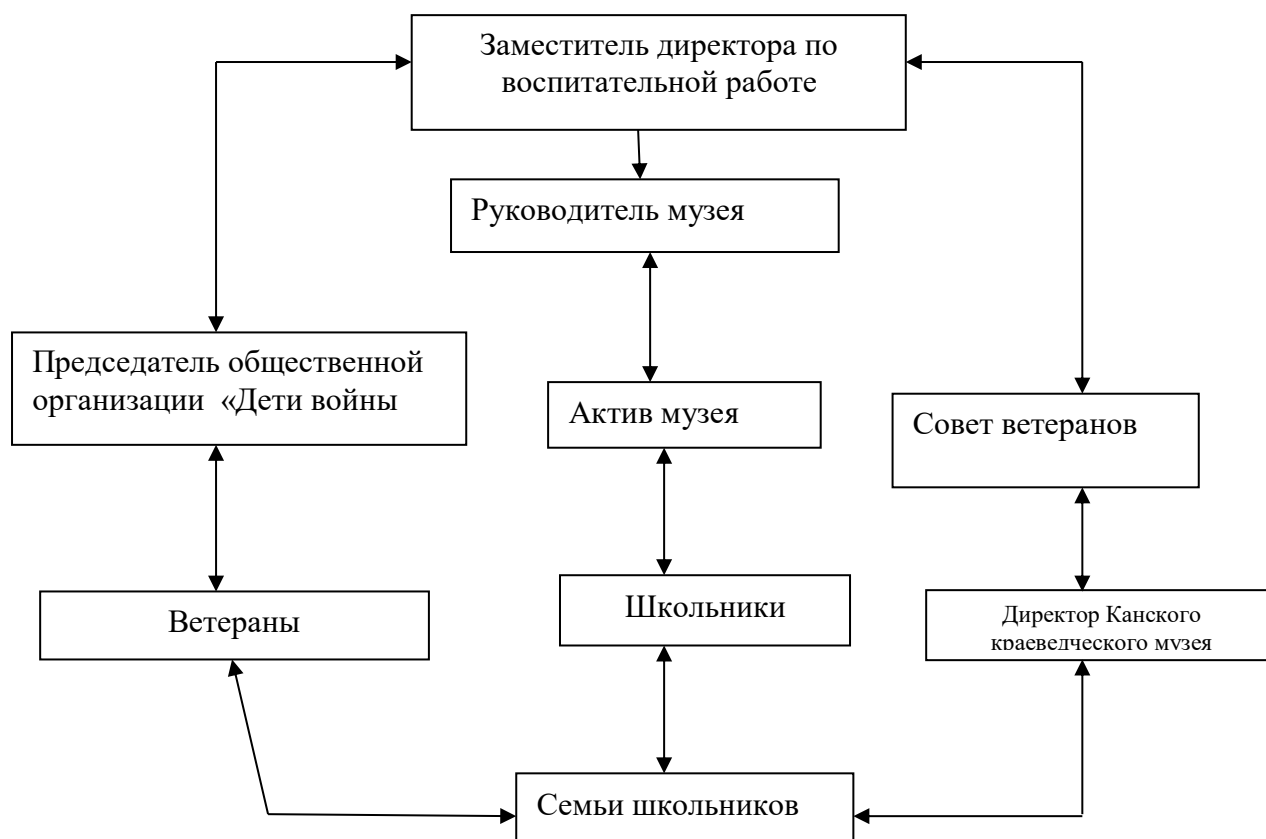 Заместитель директора по
воспитательной работе
Руководитель музея
Председатель общественной
организации «Дети войны
Актив музея
Совет ветеранов
Ветераны
Школьники
Директор Канского
краеведческого музея
Семьи школьников